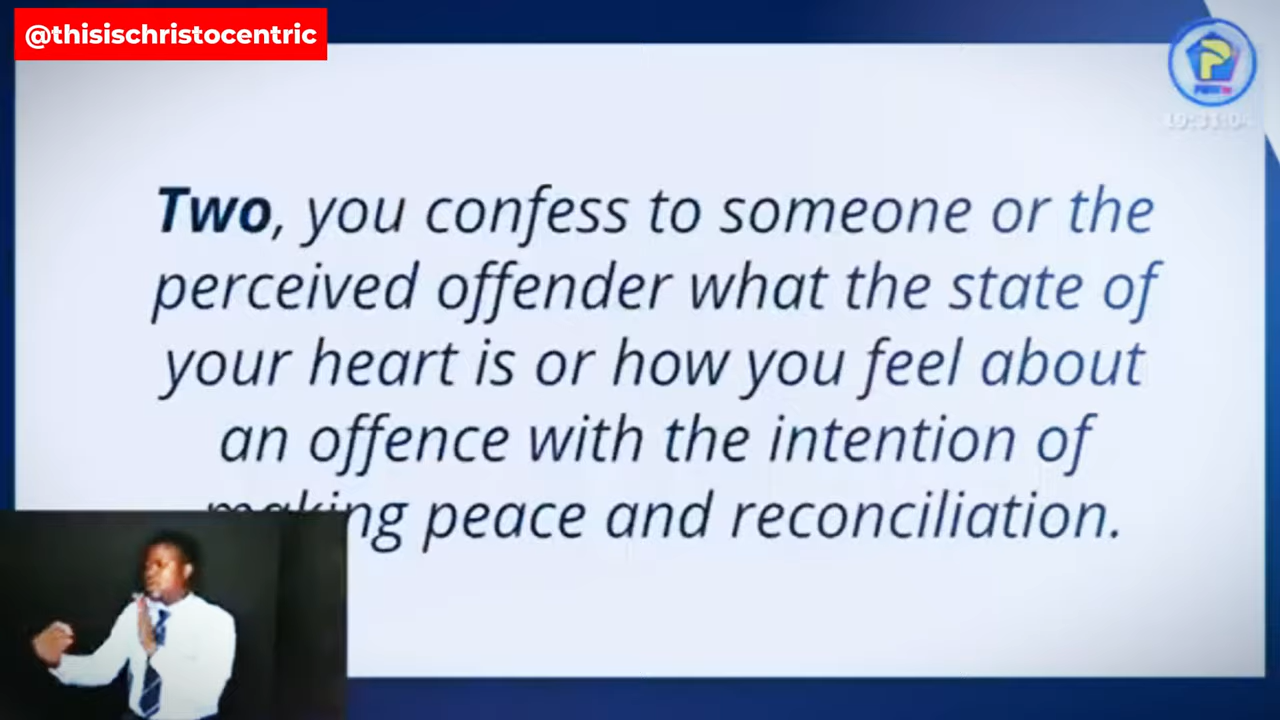 @thisischristocentric
Two, you confess to someone or the
perceived offender what the state of
your heart is or how you feel about
an offence with the intention of
making peace and reconciliation.
P